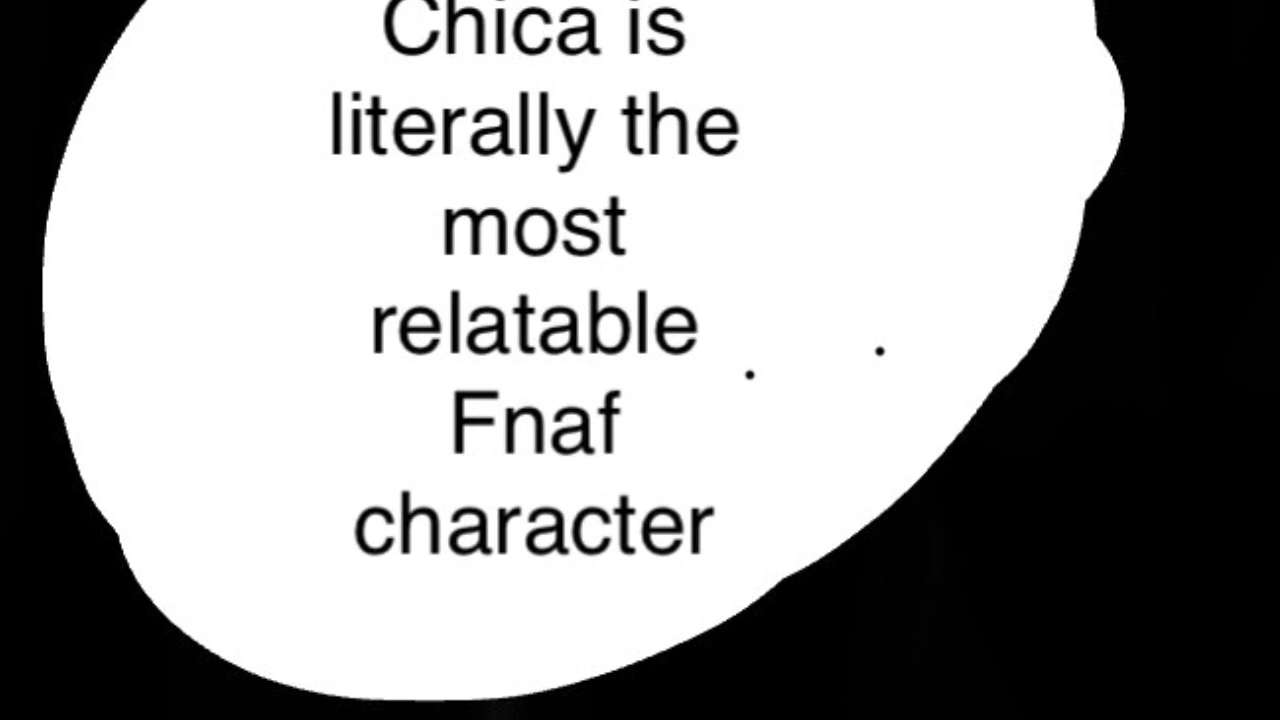 Chica is
literally the
most
relatable
Fnaf
character